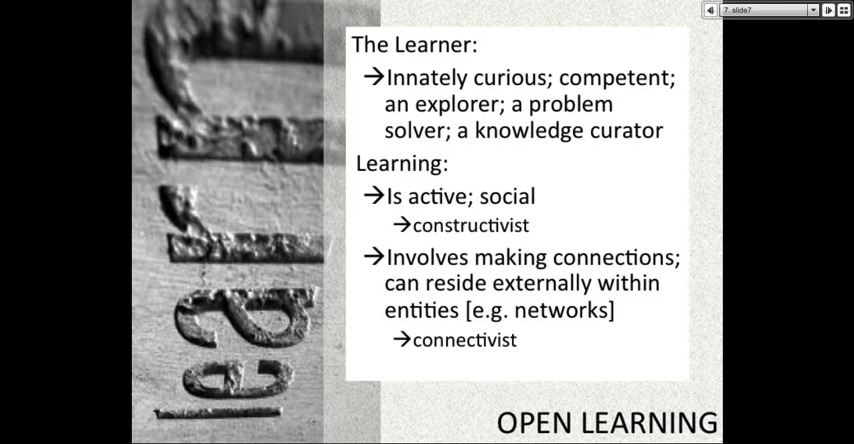 7. slide7
The Learner:
→Innately curious; competent;
an explorer; a problem
solver; a knowledge curator
Learning:
→Is active; social
→constructivist
→Involves making connections;
can reside externally within
entities [e.g. networks]
→connectivist
OPEN LEARNING
learn